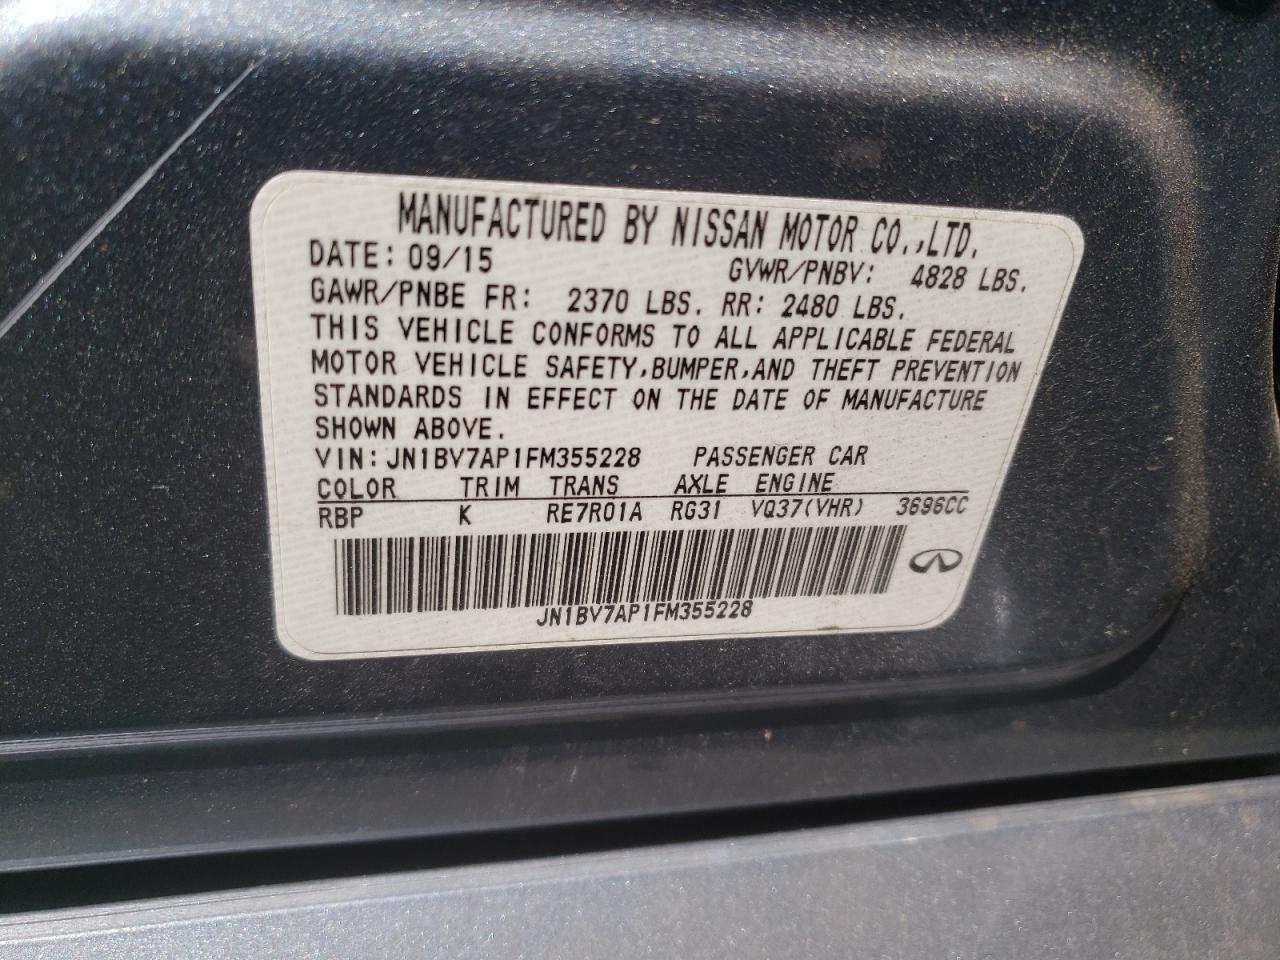 MANUFACTURED BY NISSAN MOTOR CO.,LTD.
DATE: 09/15 GVWR/PNBV: 4828 LBS.
GAWR/PNBE FR: 2370 LBS. RR: 2480 LBS.
THIS VEHICLE CONFORMS TO ALL APPLICABLE FEDERAL
MOTOR VEHICLE SAFETY,BUMPER,AND THEFT PREVENTION
STANDARDS IN EFFECT ON THE DATE OF MANUFACTURE
SHOWN ABOVE.
VIN:JN1BV7AP1FM355228 PASSENGER CAR
COLOR TRIM TRANS AXLE ENGINE
RBP K RE7R01A RG31 VQ37(VHR) 3696CC
JN1BV7AP1FM355228